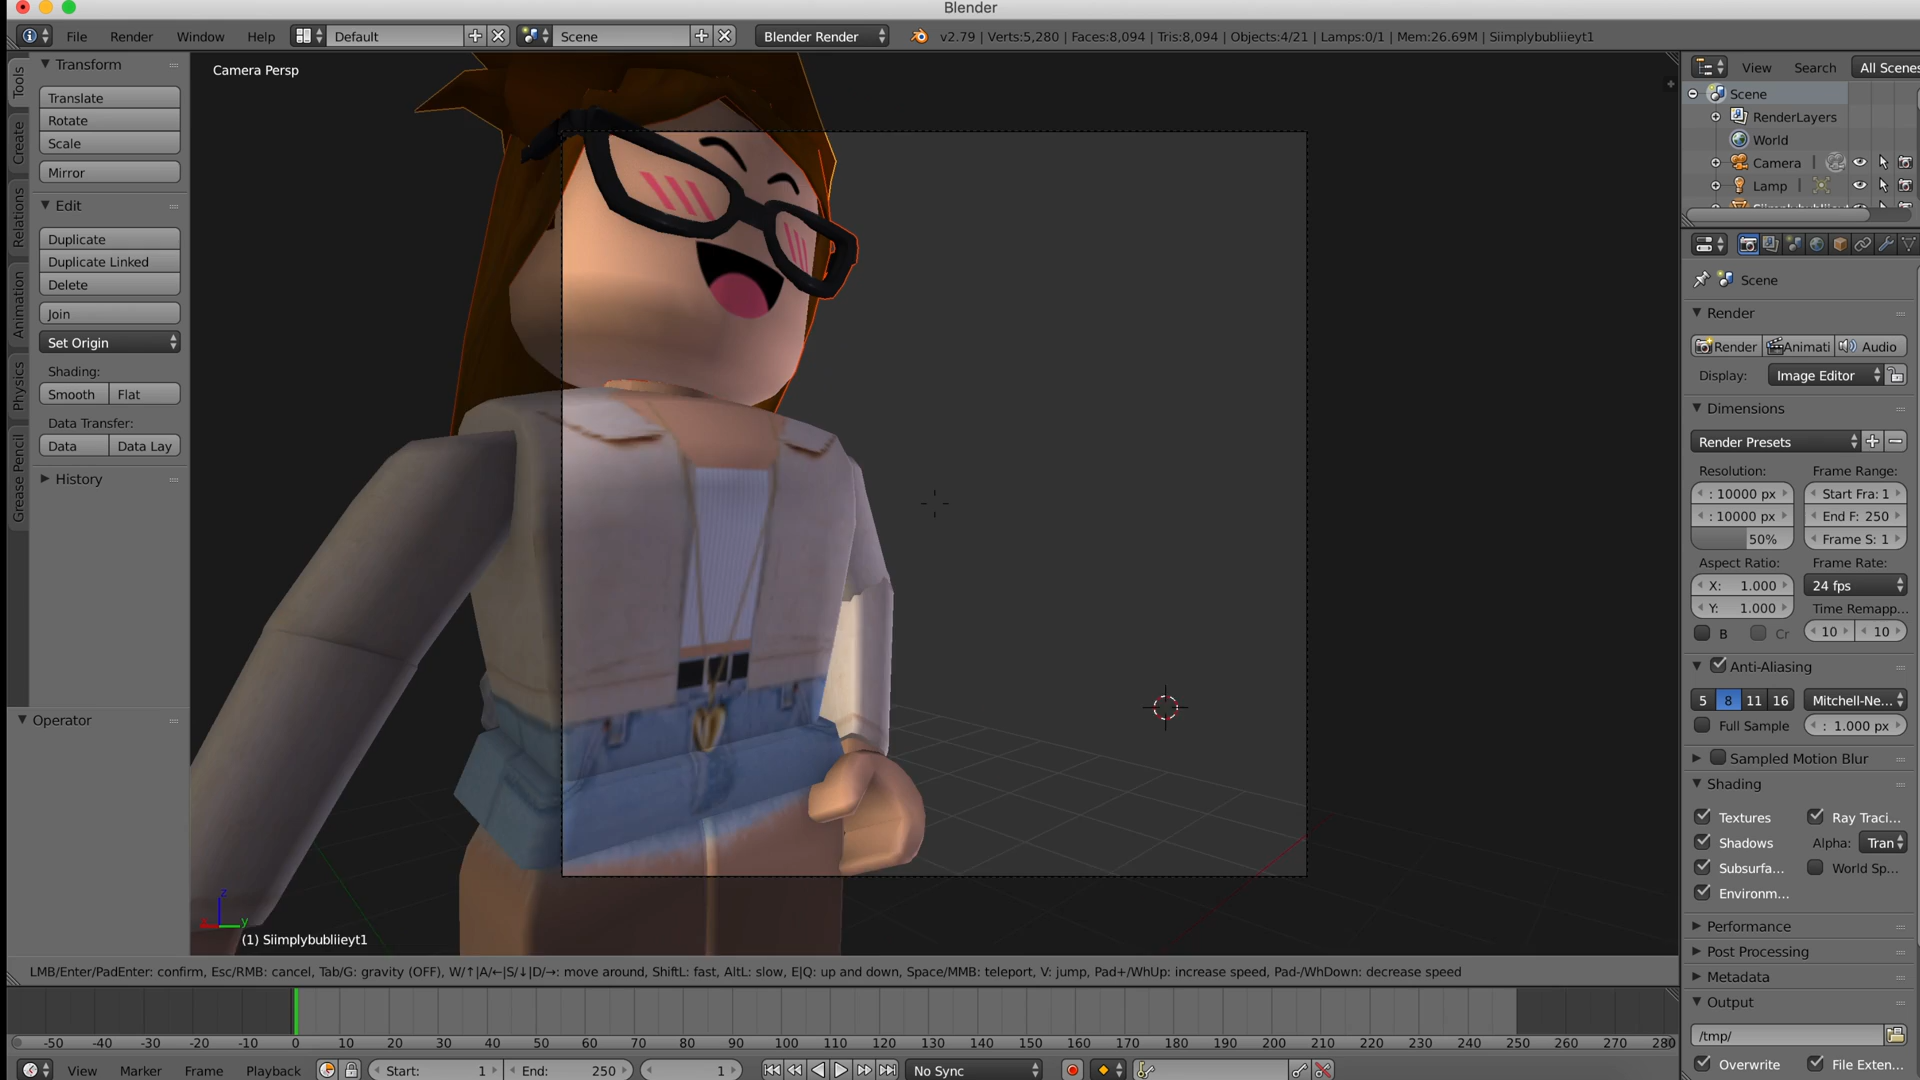 Blender
File Render Window Help Default Scene Blender Render v2.79 | Verts:5,280 | Faces:8,094 | Tris:8,094 | Objects:4/21 | Lamps:0/1 | Mem:26.69M | Siimplybubliieyt1
Tools
Create
Relations
Animation
Physics
Grease Pencil
Transform
Translate
Rotate
Scale
Mirror
Edit
Duplicate
Duplicate Linked
Delete
Join
Set Origin
Shading:
Smooth Flat
Data Transfer:
Data Data Lay
History
Operator
Camera Persp
z
y
(1) Siimplybubliieyt1
View Search All Scenes
Scene
RenderLayers
World
Camera
Lamp
Scene
Render
Render Animati Audio
Display: Image Editor
Dimensions
Render Presets
Resolution: Frame Range:
: 10000 px Start Fra: 1
: 10000 px End F: 250
50% Frame S: 1
Aspect Ratio: Frame Rate:
X: 1.000 24 fps
Y: 1.000 Time Remapp...
B Cr 10 10
Anti-Aliasing
5 8 11 16 Mitchell-Ne...
Full Sample : 1.000 px
Sampled Motion Blur
Shading
Textures Ray Traci...
Shadows Alpha: Tran
Subsurfa... World Sp...
Environm...
Performance
Post Processing
Metadata
Output
/tmp/
Overwrite File Exten...
LMB/Enter/PadEnter: confirm, Esc/RMB: cancel, Tab/G: gravity (OFF), W/↑|A/←|S/↓|D/→: move around, ShiftL: fast, AltL: slow, E|Q: up and down, Space/MMB: teleport, V: jump, Pad+/WhUp: increase speed, Pad-/WhDown: decrease speed
-50 -40 -30 -20 -10 0 10 20 30 40 50 60 70 80 90 100 110 120 130 140 150 160 170 180 190 200 210 220 230 240 250 260 270 280
View Marker Frame Playback Start: 1 End: 250 1 No Sync